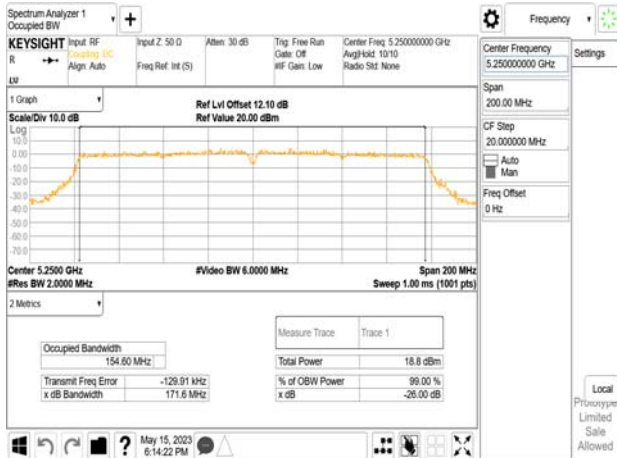 Spectrum Analyzer 1
Occupied BW
+
Frequency
KEYSIGHT
R
LXI
Input: RF
Coupling: DC
Align: Auto
Input Z: 50 Ω
Freq Ref: Int (S)
Atten: 30 dB
Trig: Free Run
Gate: Off
#IF Gain: Low
Center Freq: 5.250000000 GHz
Avg|Hold: 10/10
Radio Std: None
Center Frequency
5.250000000 GHz
Settings
Span
200.00 MHz
CF Step
20.000000 MHz
Auto
Man
Freq Offset
0 Hz
1 Graph
Scale/Div 10.0 dB
Ref Lvl Offset 12.10 dB
Ref Value 20.00 dBm
Log
10.0
0.00
-10.0
-20.0
-30.0
-40.0
-50.0
-60.0
-70.0
Center 5.2500 GHz
#Res BW 2.0000 MHz
#Video BW 6.0000 MHz
Span 200 MHz
Sweep 1.00 ms (1001 pts)
2 Metrics
Measure Trace
Trace 1
Occupied Bandwidth
154.60 MHz
Total Power
18.8 dBm
Transmit Freq Error
-129.91 kHz
% of OBW Power
99.00 %
x dB Bandwidth
171.6 MHz
x dB
-26.00 dB
Local
Prototype
Limited
Sale
Allowed
?
May 15, 2023
6:14:22 PM